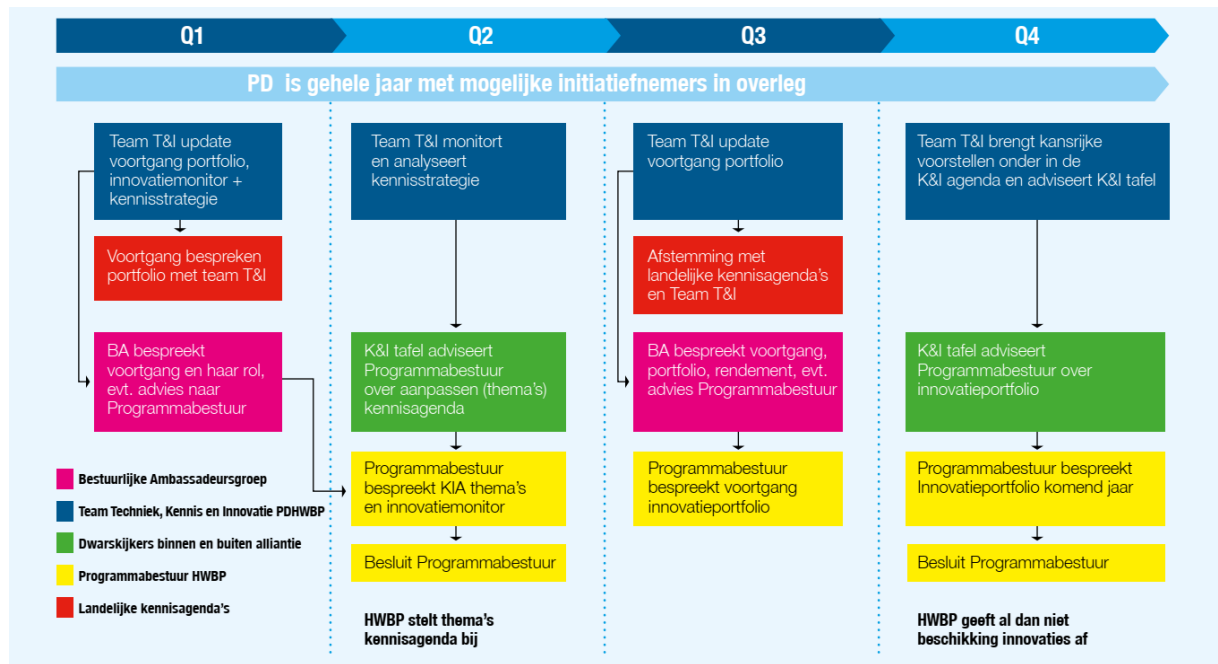 Q1
Q2
Q3
Q4
PD is gehele jaar met mogelijke initiatiefnemers in overleg
Team T&I update
voortgang portfolio,
innovatiemonitor +
kennisstrategie
Voortgang bespreken
portfolio met team T&I
BA bespreekt
voortgang en haar rol,
evt. advies naar
Programmabestuur
Team T&I monitort
en analyseert
kennisstrategie
K&I tafel adviseert
Programmabestuur
over aanpassen (thema's)
kennisagenda
Programmabestuur
bespreekt KIA thema's
en innovatiemonitor
Besluit Programmabestuur
HWBP stelt thema's
kennisagenda bij
Team T&I update
voortgang portfolio
Afstemming met
landelijke kennisagenda's
en Team T&I
BA bespreekt voortgang,
portfolio, rendement, evt.
advies Programmabestuur
Programmabestuur
bespreekt voortgang
innovatieportfolio
Team T&I brengt kansrijke
voorstellen onder in de
K&I agenda en adviseert K&I tafel
K&I tafel adviseert
Programmabestuur over
innovatieportfolio
Programmabestuur bespreekt
Innovatieportfolio komend jaar
Besluit Programmabestuur
HWBP geeft al dan niet
beschikking innovaties af
Bestuurlijke Ambassadeursgroep
Team Techniek, Kennis en Innovatie PDHWBP
Dwarskijkers binnen en buiten alliantie
Programmabestuur HWBP
Landelijke kennisagenda's